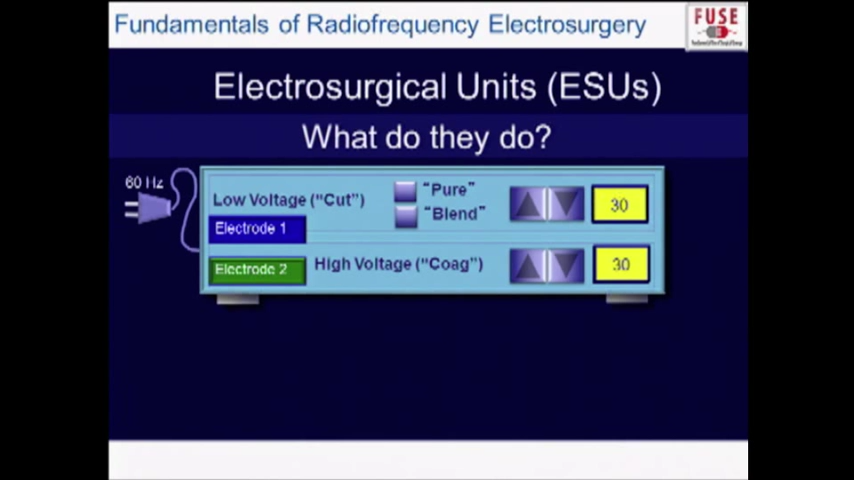 Fundamentals of Radiofrequency Electrosurgery
FUSE
Electrosurgical Units (ESUs)
What do they do?
60 Hz
Low Voltage ("Cut")
"Pure"
"Blend"
30
Electrode 1
Electrode 2
High Voltage ("Coag")
30